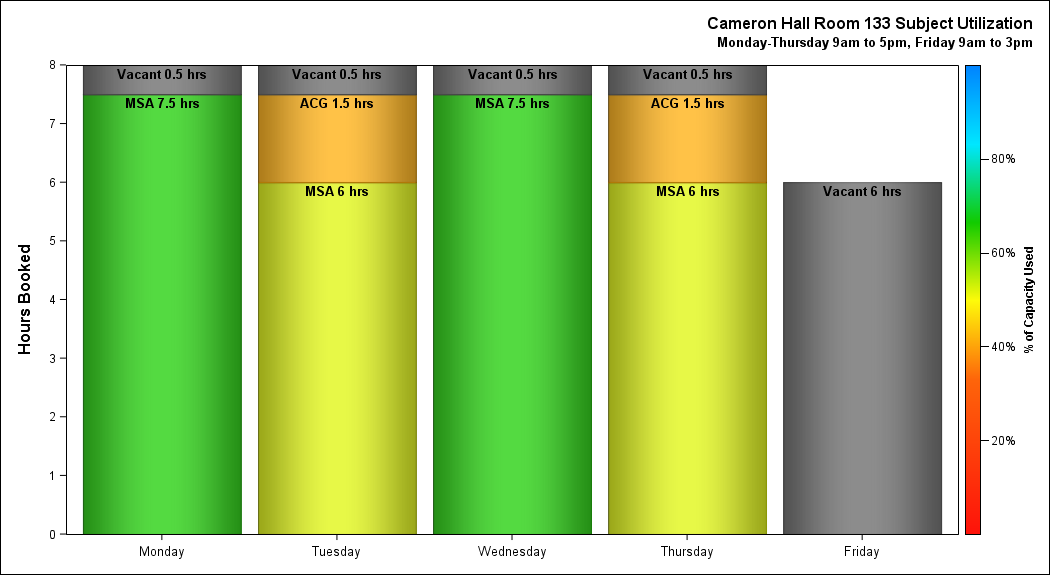 Cameron Hall Room 133 Subject Utilization
Monday-Thursday 9am to 5pm, Friday 9am to 3pm
Hours Booked
8
7
6
5
4
3
2
1
0
Vacant 0.5 hrs
MSA 7.5 hrs
Vacant 0.5 hrs
ACG 1.5 hrs
MSA 6 hrs
Vacant 0.5 hrs
MSA 7.5 hrs
Vacant 0.5 hrs
ACG 1.5 hrs
MSA 6 hrs
Vacant 6 hrs
Monday
Tuesday
Wednesday
Thursday
Friday
80%
60%
40%
20%
% of Capacity Used